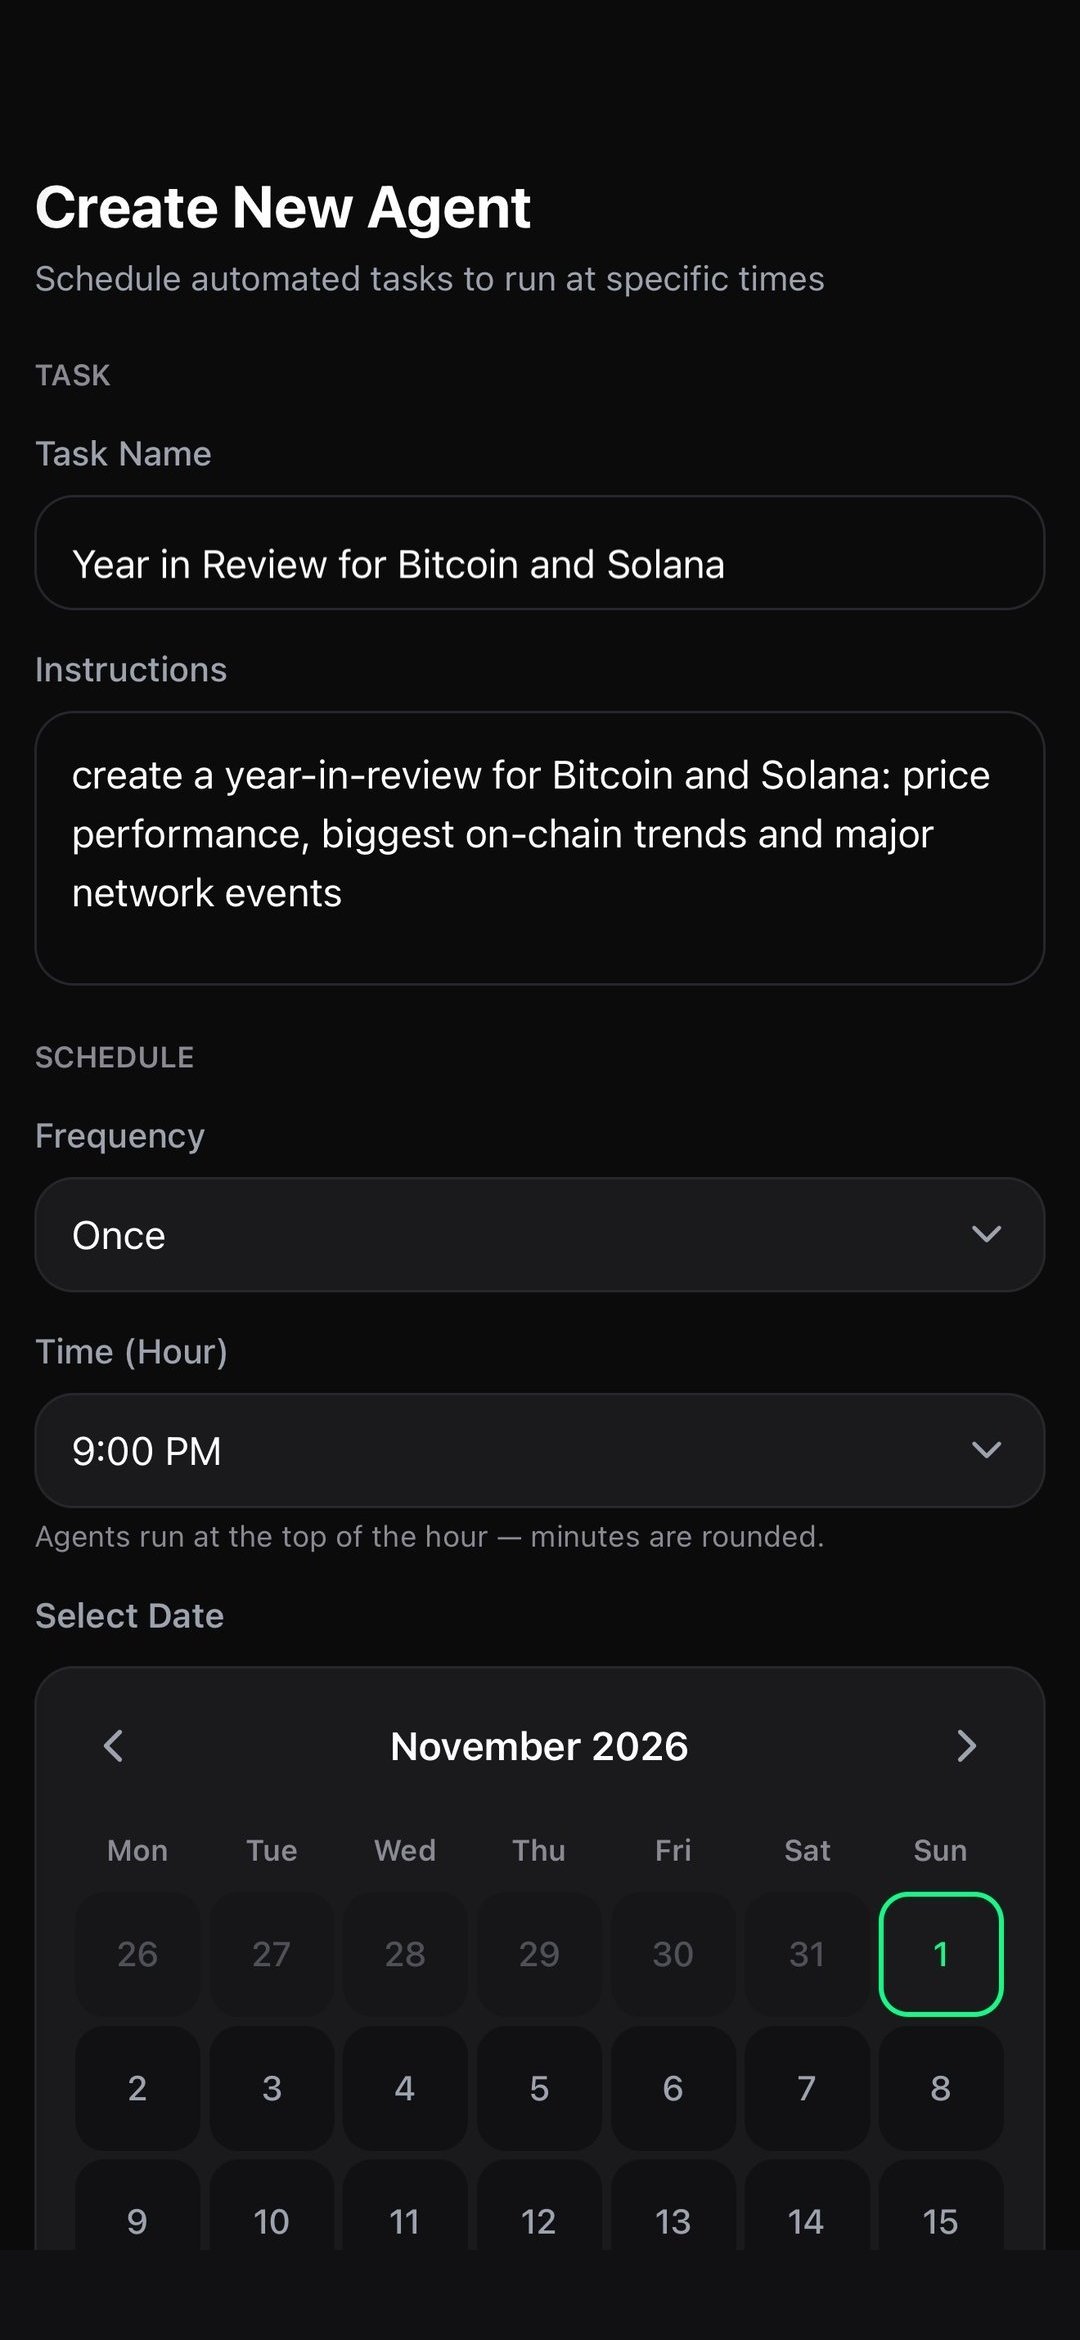 Create New Agent
Schedule automated tasks to run at specific times
TASK
Task Name
Year in Review for Bitcoin and Solana
Instructions
create a year-in-review for Bitcoin and Solana: price
performance, biggest on-chain trends and major
network events
SCHEDULE
Frequency
Once
Time (Hour)
9:00 PM
Agents run at the top of the hour — minutes are rounded.
Select Date
November 2026
Mon Tue Wed Thu Fri Sat Sun
26 27 28 29 30 31 1
2 3 4 5 6 7 8
9 10 11 12 13 14 15